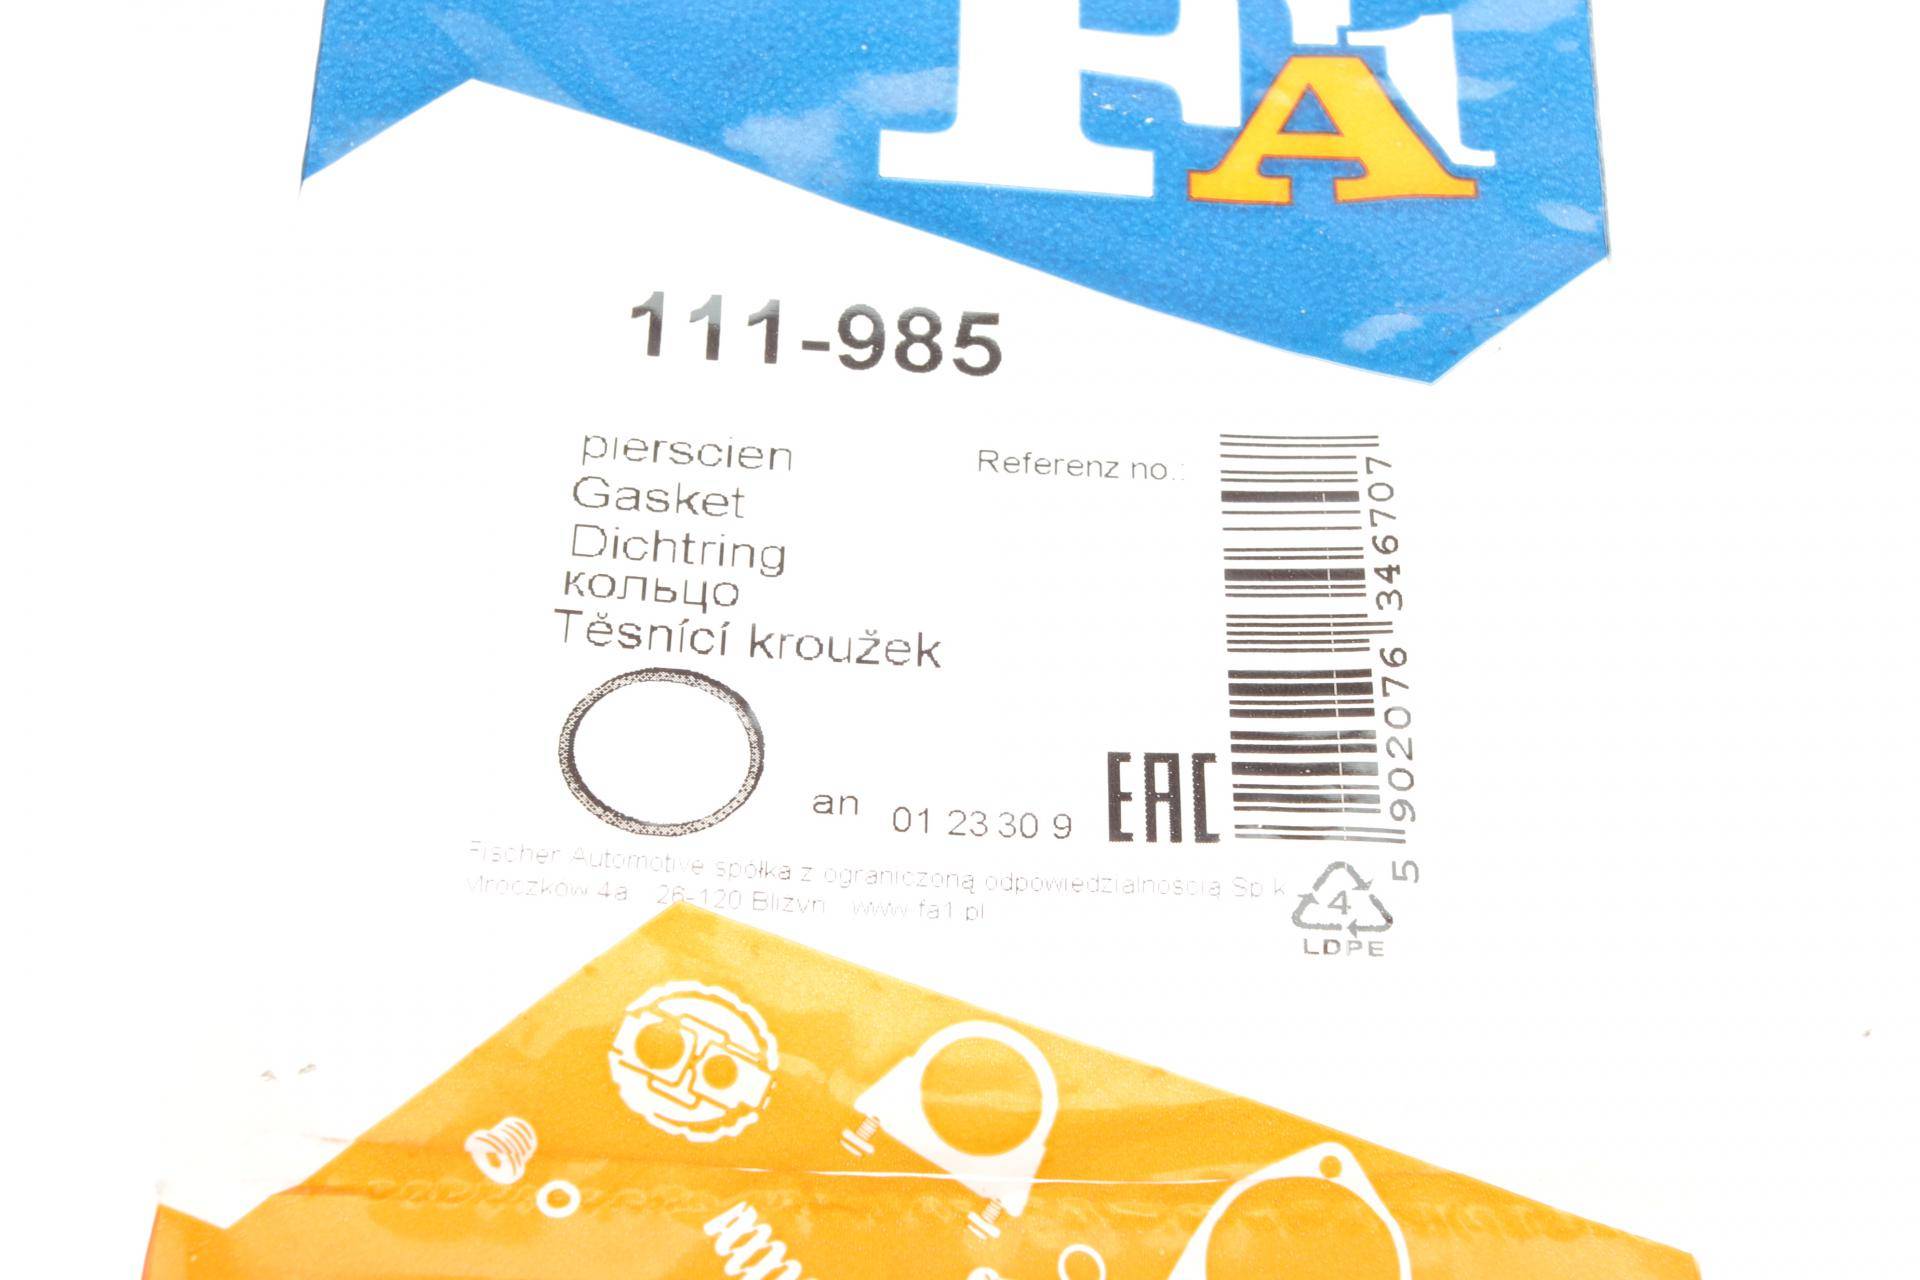 FA1
111-985
pierscien
Gasket
Dichtring
кольцо
Těsnící kroužek
Referenz no.:
5 902076 346707
an 01 23 30 9
EAC
Fischer Automotive spółka z ograniczoną odpowiedzialnością Sp k
Mroczków 4a 26-120 Bliżyn www fa1 pl
4
LDPE